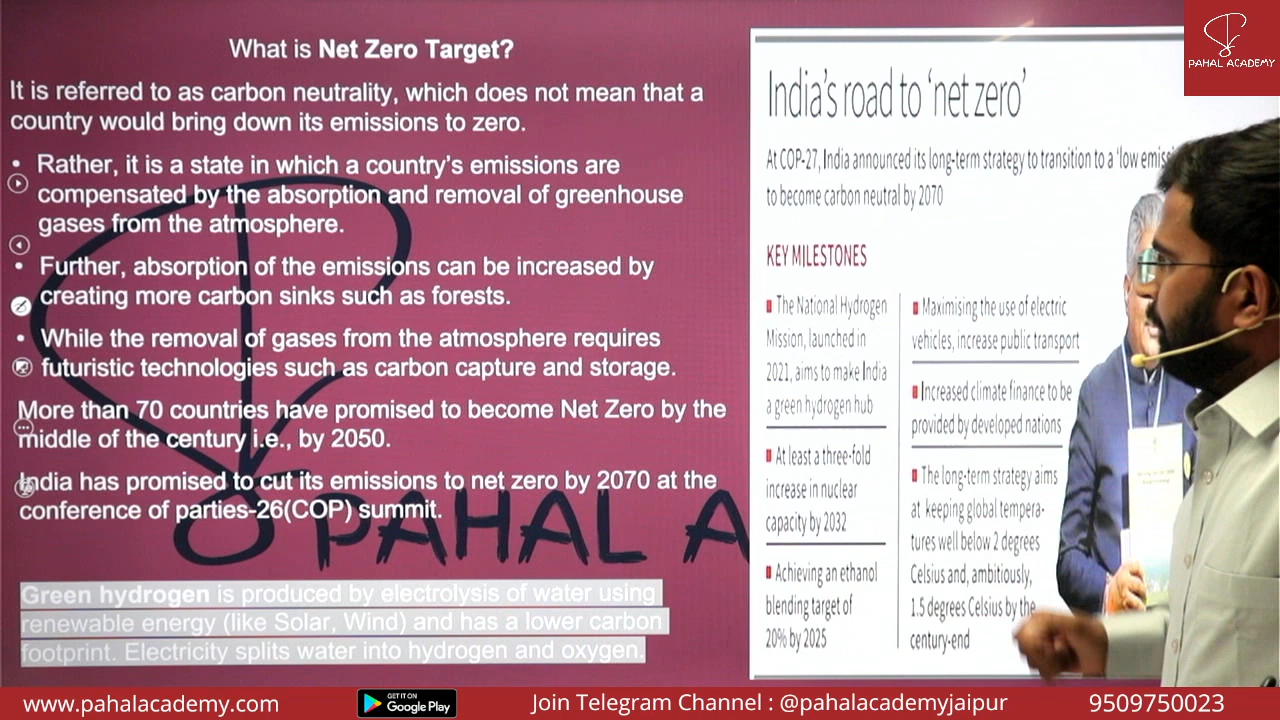 What is Net Zero Target?
It is referred to as carbon neutrality, which does not mean that a
country would bring down its emissions to zero.
• Rather, it is a state in which a country's emissions are
compensated by the absorption and removal of greenhouse
gases from the atmosphere.
• Further, absorption of the emissions can be increased by
creating more carbon sinks such as forests.
• While the removal of gases from the atmosphere requires
futuristic technologies such as carbon capture and storage.
More than 70 countries have promised to become Net Zero by the
middle of the century i.e., by 2050.
India has promised to cut its emissions to net zero by 2070 at the
conference of parties-26(COP) summit.
PAHAL A
Green hydrogen is produced by electrolysis of water using
renewable energy (like Solar, Wind) and has a lower carbon
footprint. Electricity splits water into hydrogen and oxygen.
India's road to 'net zero'
At COP-27, India announced its long-term strategy to transition to a 'low
to become carbon neutral by 2070
KEY MILESTONES
The National Hydrogen
Mission, launched in
2021, aims to make India
a green hydrogen hub
At least a three-fold
increase in nuclear
capacity by 2032
Achieving an ethanol
blending target of
20% by 2025
Maximising the use of electric
vehicles, increase public transport
Increased climate finance to be
provided by developed nations
The long-term strategy aims
at keeping global tempera-
tures well below 2 degrees
Celsius and, ambitiously,
1.5 degrees Celsius by the
century-end
PAHAL ACADEMY
www.pahalacademy.com
GET IT ON
Google Play
Join Telegram Channel : @pahalacademyjaipur
9509750023